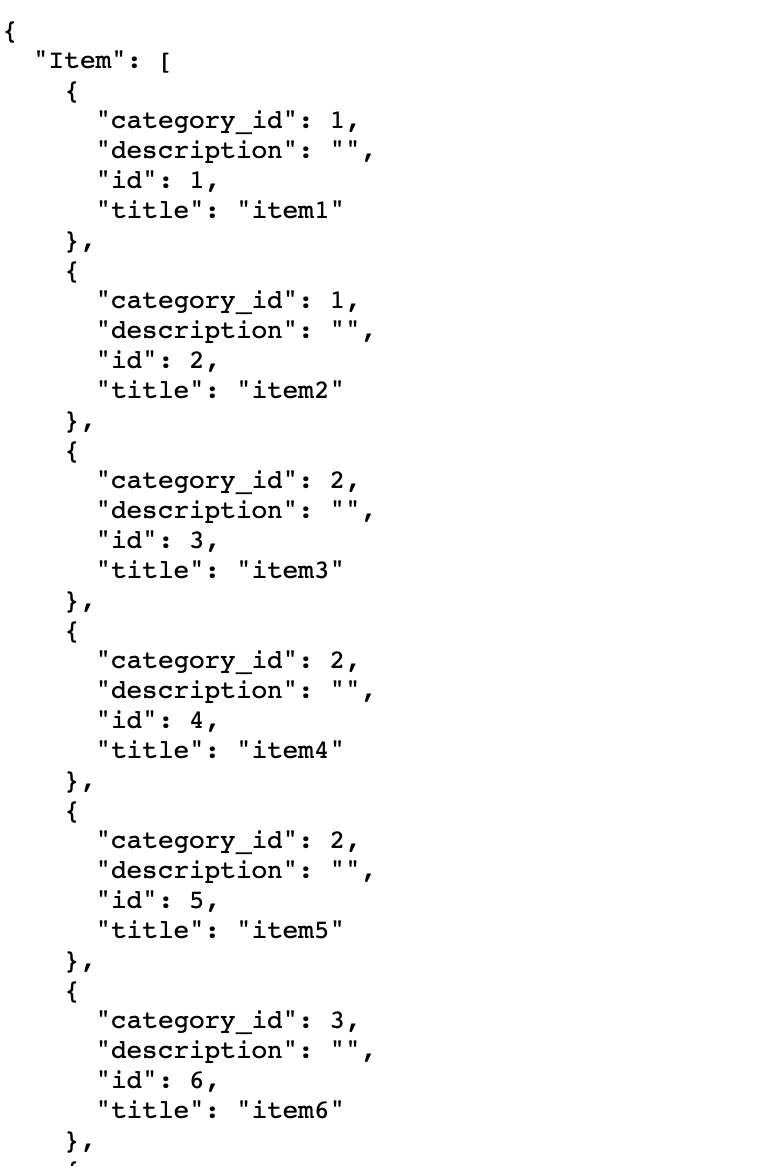 {
  "Item": [
    {
      "category_id": 1,
      "description": "",
      "id": 1,
      "title": "item1"
    },
    {
      "category_id": 1,
      "description": "",
      "id": 2,
      "title": "item2"
    },
    {
      "category_id": 2,
      "description": "",
      "id": 3,
      "title": "item3"
    },
    {
      "category_id": 2,
      "description": "",
      "id": 4,
      "title": "item4"
    },
    {
      "category_id": 2,
      "description": "",
      "id": 5,
      "title": "item5"
    },
    {
      "category_id": 3,
      "description": "",
      "id": 6,
      "title": "item6"
    },
    {